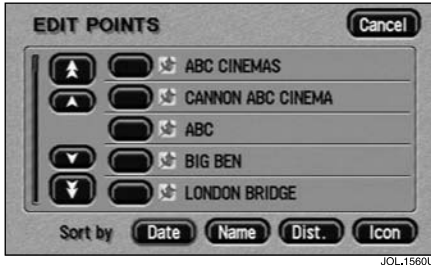 EDIT POINTS Cancel
ABC CINEMAS
CANNON ABC CINEMA
ABC
BIG BEN
LONDON BRIDGE
Sort by Date Name Dist. Icon
JOL.1560U